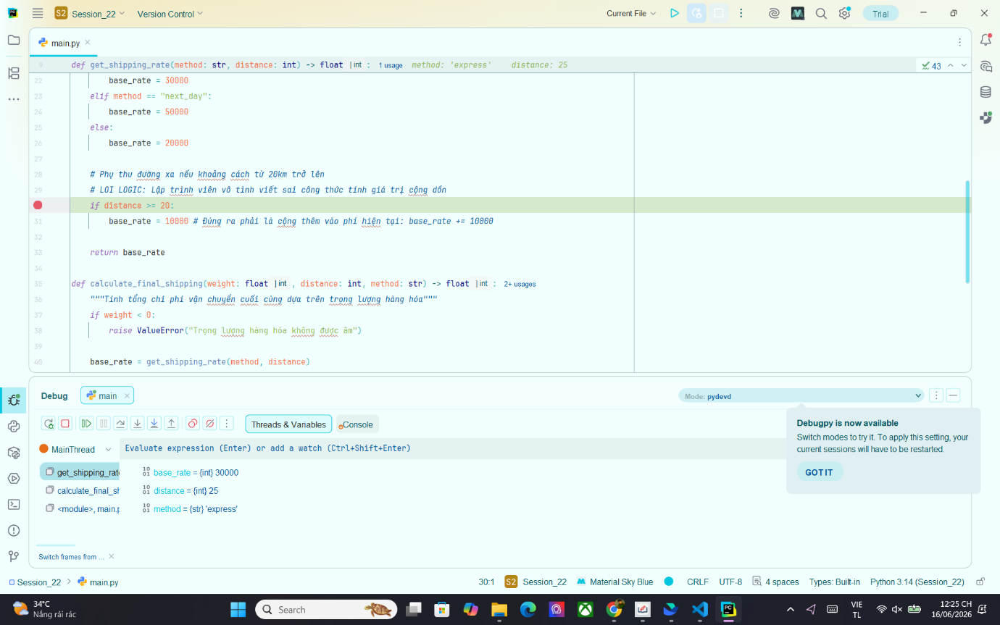 S2 Session_22 Version Control Current File Trial
main.py
9 def get_shipping_rate(method: str, distance: int) -> float |int : 1 usage method: 'express' distance: 25 43
22 base_rate = 30000
23 elif method == "next_day":
24 base_rate = 50000
25 else:
26 base_rate = 20000
27
28 # Phụ thu đường xa nếu khoảng cách từ 20km trở lên
29 # LOI LOGIC: Lập trình viên vô tình viết sai công thức tính giá trị cộng dồn
if distance >= 20:
31 base_rate = 10000 # Đúng ra phải là cộng thêm vào phí hiện tại: base_rate += 10000
32
33 return base_rate
34
35 def calculate_final_shipping(weight: float |int , distance: int, method: str) -> float |int : 2+ usages
36 """Tính tổng chi phí vận chuyển cuối cùng dựa trên trọng lượng hàng hóa"""
37 if weight < 0:
38 raise ValueError("Trọng lượng hàng hóa không được âm")
39
40 base_rate = get_shipping_rate(method, distance)
Debug main Mode: pydevd
Threads & Variables Console
MainThread Evaluate expression (Enter) or add a watch (Ctrl+Shift+Enter)
get_shipping_rate base_rate = {int} 30000
calculate_final_sh distance = {int} 25
<module>, main.p method = {str} 'express'
Switch frames from ...
Debugpy is now available
Switch modes to try it. To apply this setting, your
current sessions will have to be restarted.
GOT IT
Session_22 > main.py 30:1 S2 Session_22 Material Sky Blue CRLF UTF-8 4 spaces Types: Built-in Python 3.14 (Session_22)
34°C
Nắng rải rác
Search
VIE
TL
12:25 CH
16/06/2026